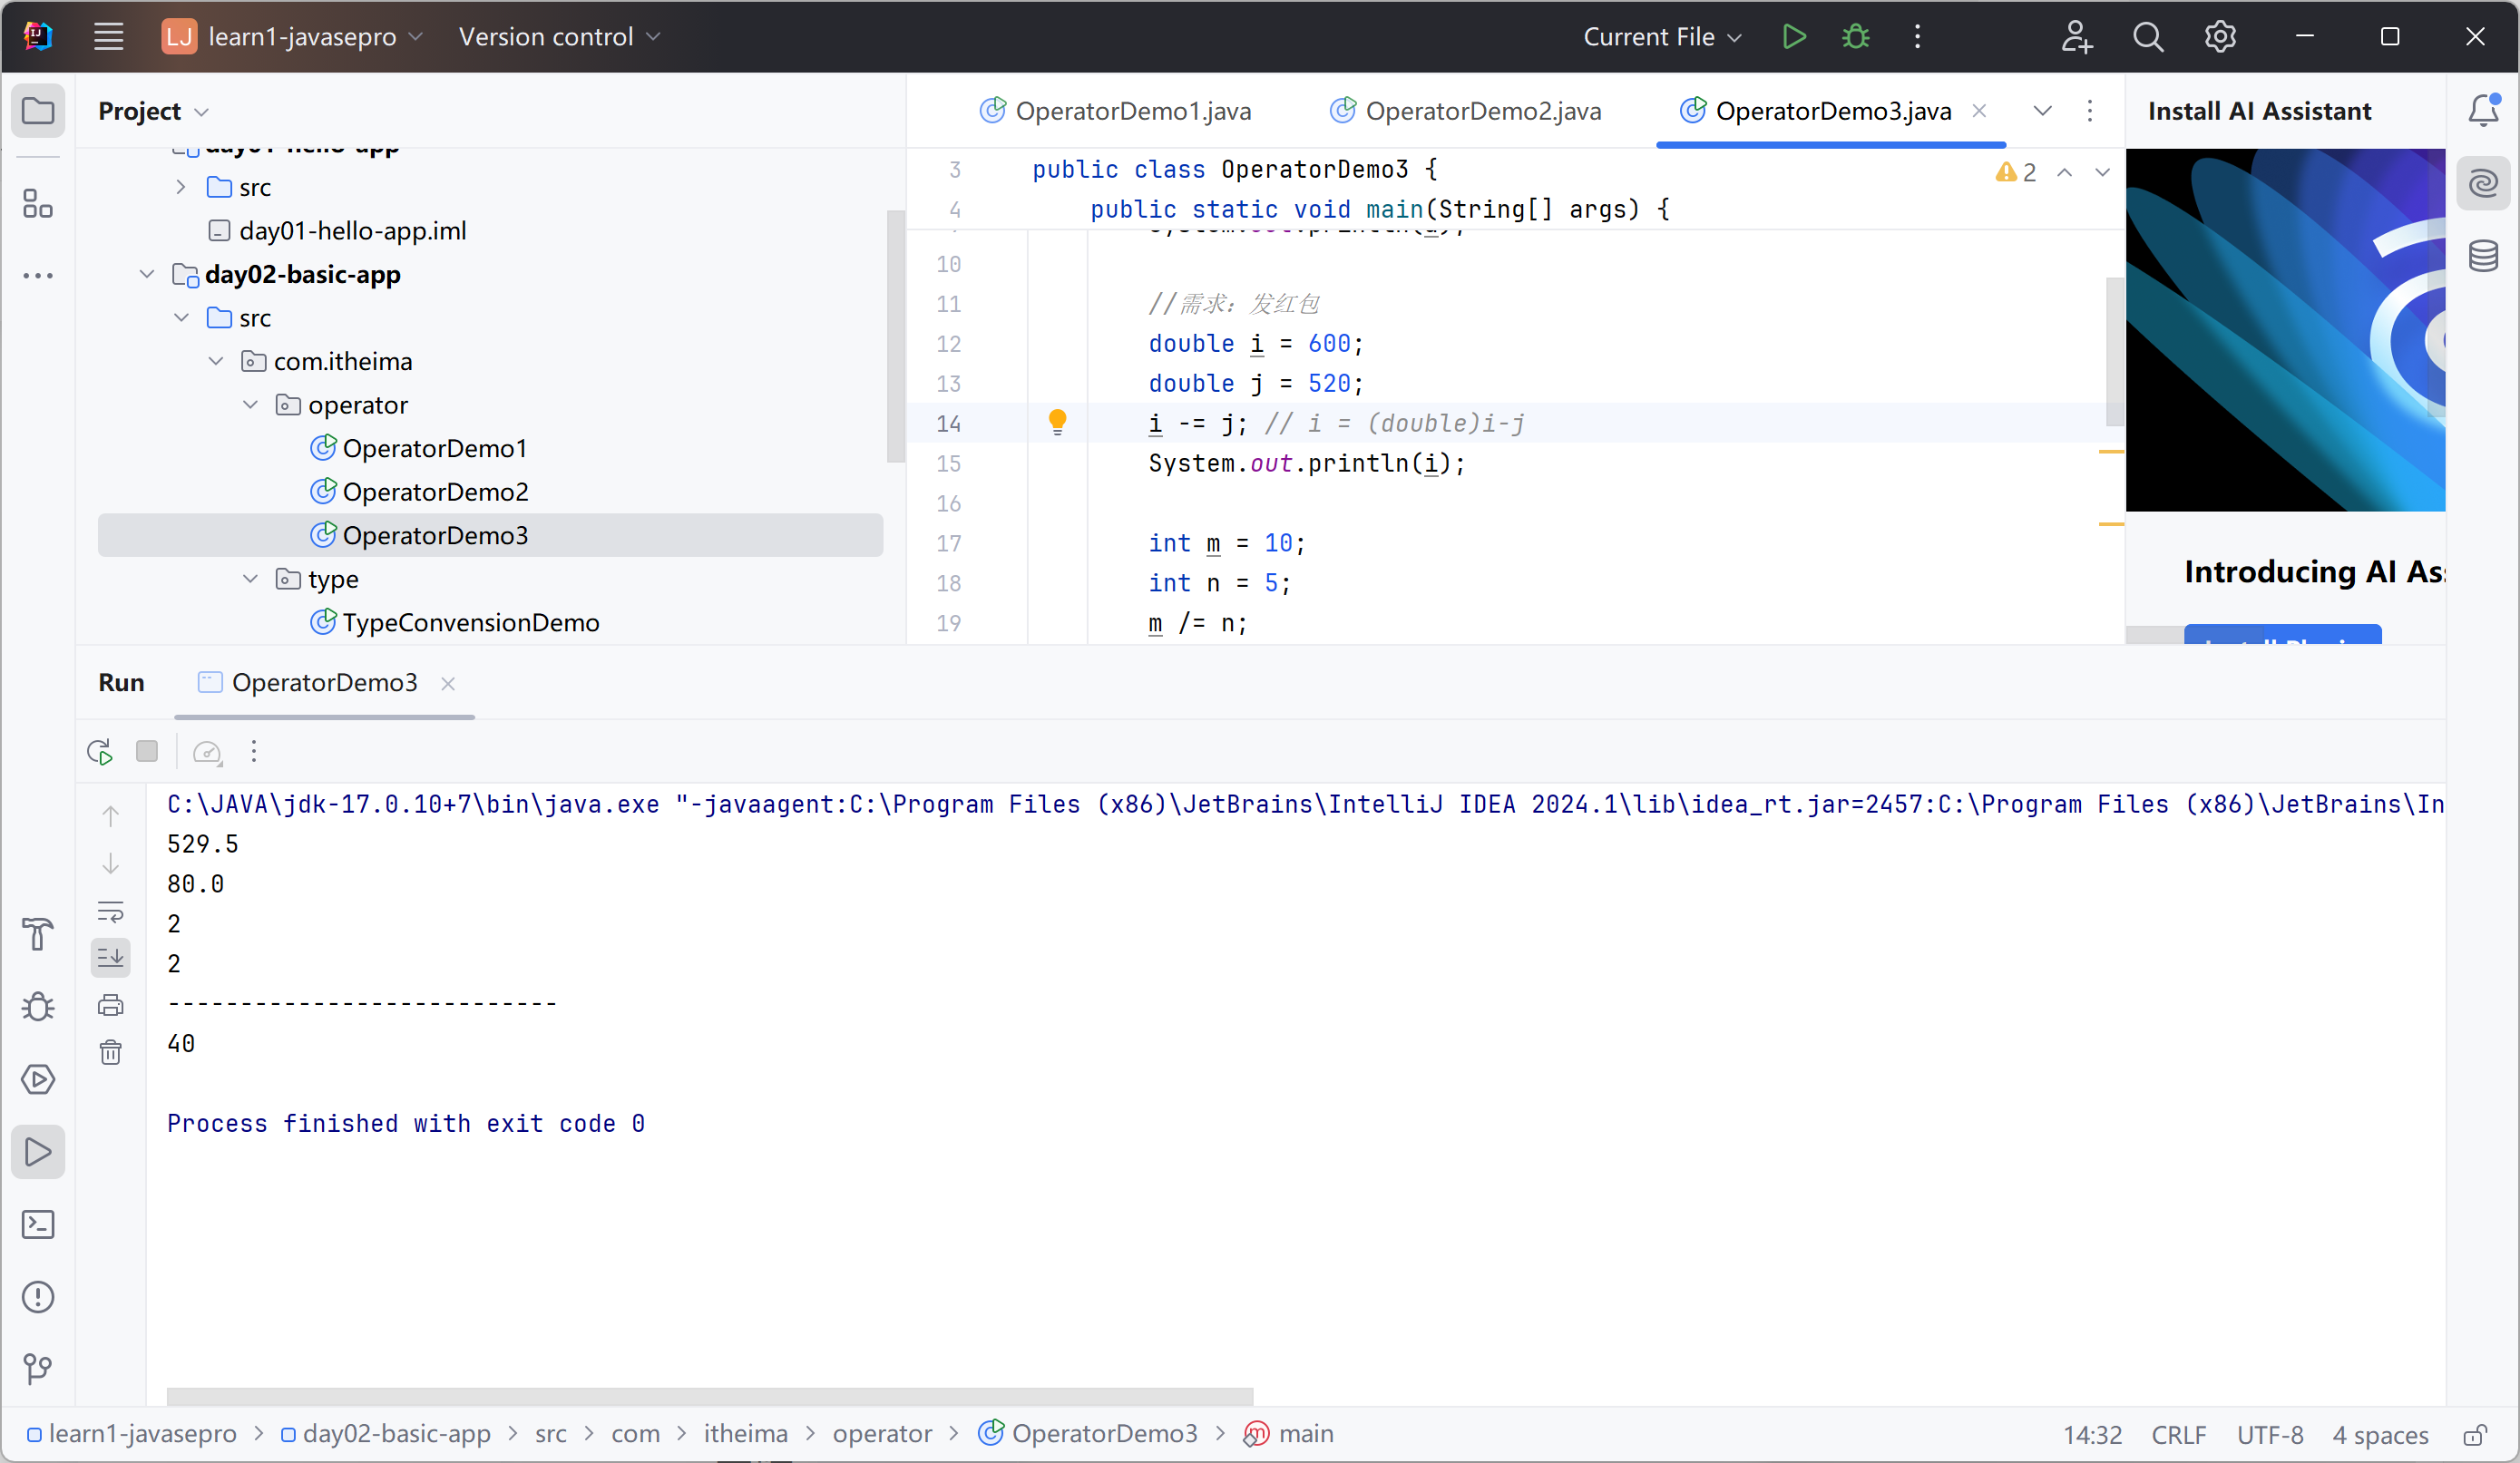 LJ learn1-javasepro Version control Current File
Project
day01-hello-app
src
day01-hello-app.iml
day02-basic-app
src
com.itheima
operator
OperatorDemo1
OperatorDemo2
OperatorDemo3
type
TypeConvensionDemo
OperatorDemo1.java OperatorDemo2.java OperatorDemo3.java
3 public class OperatorDemo3 {
4 public static void main(String[] args) {
System.out.println(a);
10
11 //需求：发红包
12 double i = 600;
13 double j = 520;
14 i -= j; // i = (double)i-j
15 System.out.println(i);
16
17 int m = 10;
18 int n = 5;
19 m /= n;
2
Install AI Assistant
Introducing AI Ass
Run OperatorDemo3
C:\JAVA\jdk-17.0.10+7\bin\java.exe "-javaagent:C:\Program Files (x86)\JetBrains\IntelliJ IDEA 2024.1\lib\idea_rt.jar=2457:C:\Program Files (x86)\JetBrains\In
529.5
80.0
2
2
---------------------------
40
Process finished with exit code 0
learn1-javasepro > day02-basic-app > src > com > itheima > operator > OperatorDemo3 > main 14:32 CRLF UTF-8 4 spaces